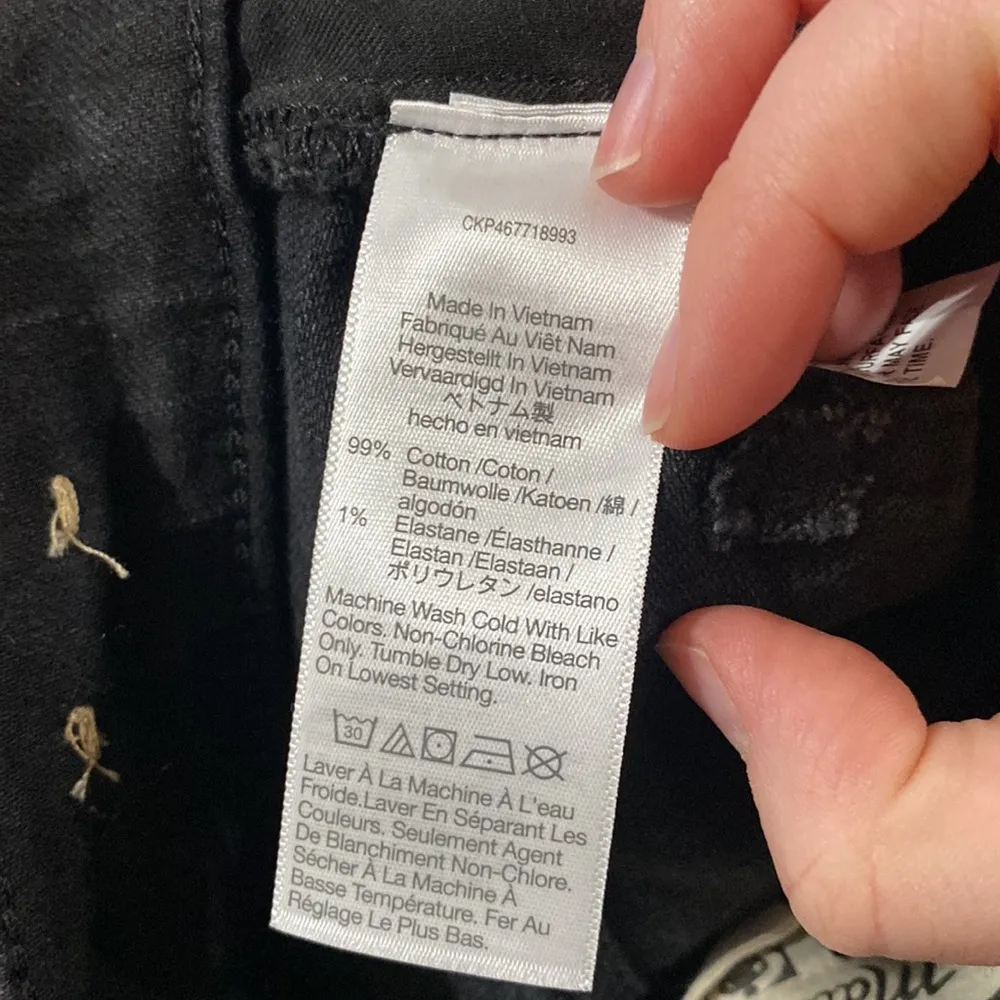 CKP467718993
Made In Vietnam
Fabriqué Au Viêt Nam
Hergestellt In Vietnam
Vervaardigd In Vietnam
ベトナム製
hecho en vietnam
99% Cotton /Coton /
Baumwolle /Katoen /綿 /
algodón
1% Elastane /Élasthanne /
Elastan /Elastaan /
ポリウレタン /elastano
Machine Wash Cold With Like
Colors. Non-Chlorine Bleach
Only. Tumble Dry Low. Iron
On Lowest Setting.
30
Laver À La Machine À L'eau
Froide.Laver En Séparant Les
Couleurs. Seulement Agent
De Blanchiment Non-Chlore.
Sécher À La Machine À
Basse Température. Fer Au
Réglage Le Plus Bas.
MAY
TIME.